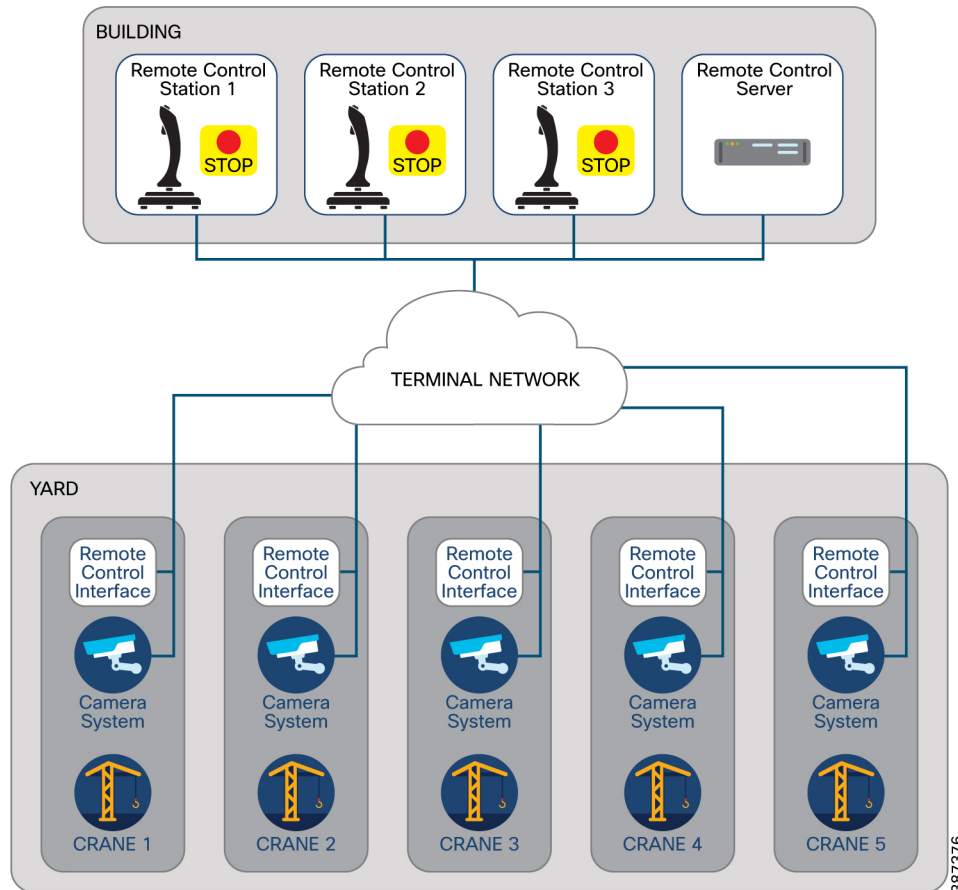 BUILDING
Remote Control
Station 1
STOP
Remote Control
Station 2
STOP
Remote Control
Station 3
STOP
Remote Control
Server
TERMINAL NETWORK
YARD
Remote
Control
Interface
Camera
System
CRANE 1
Remote
Control
Interface
Camera
System
CRANE 2
Remote
Control
Interface
Camera
System
CRANE 3
Remote
Control
Interface
Camera
System
CRANE 4
Remote
Control
Interface
Camera
System
CRANE 5
387376